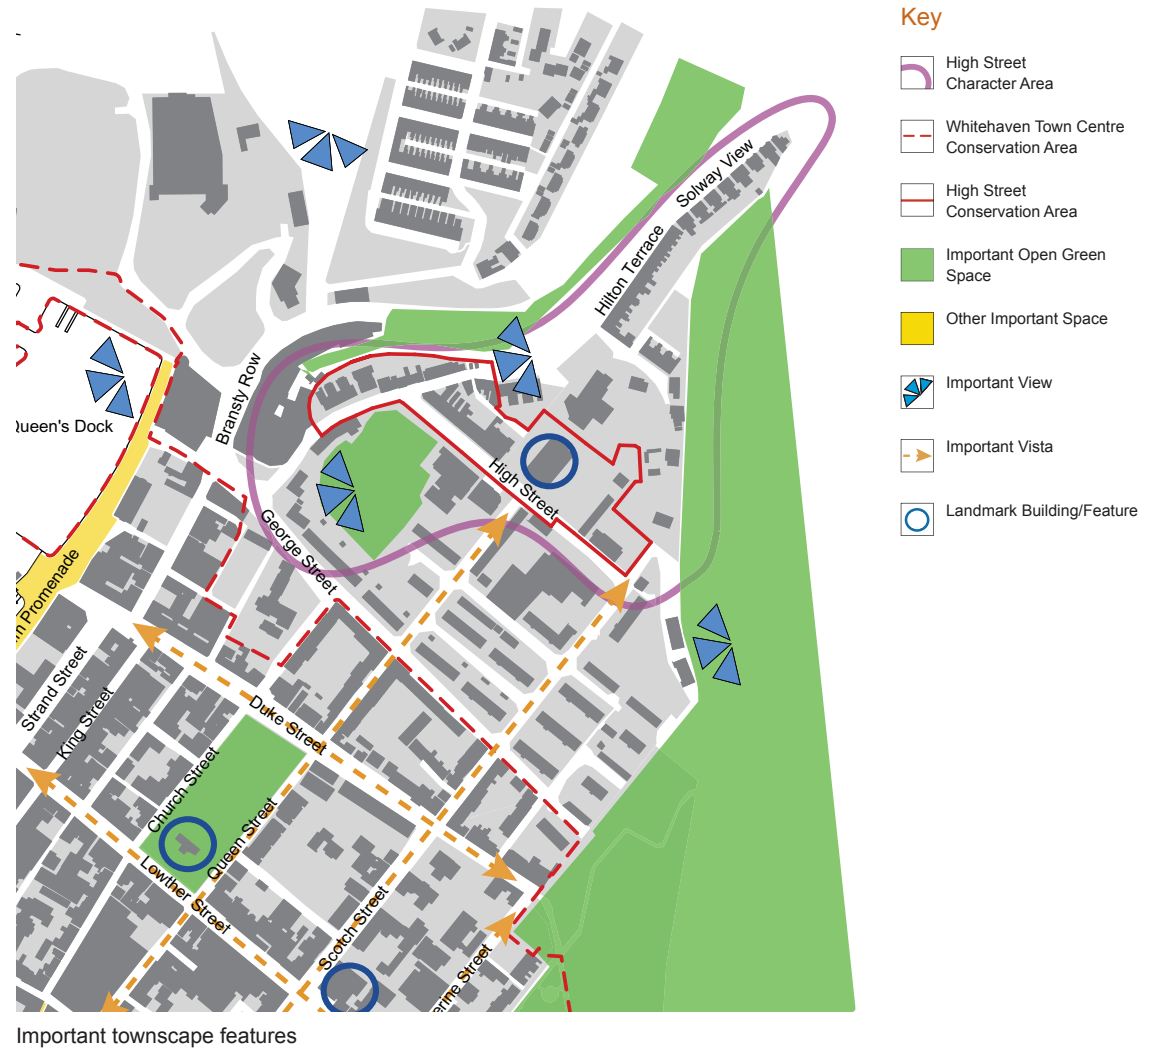 Key
High Street
Character Area
Whitehaven Town Centre
Conservation Area
High Street
Conservation Area
Important Open Green
Space
Other Important Space
Important View
Important Vista
Landmark Building/Feature
Solway View
Hilton Terrace
Bransty Row
Queen's Dock
High Street
George Street
n Promenade
Strand Street
King Street
Duke Street
Church Street
Queen Street
Lowther Street
Scotch Street
erine Street
Important townscape features